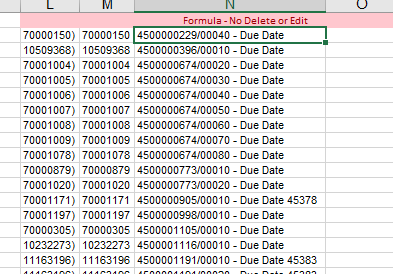 L M N O
Formula - No Delete or Edit
70000150) 70000150 4500000229/00040 - Due Date
10509368) 10509368 4500000396/00010 - Due Date
70001004) 70001004 4500000674/00020 - Due Date
70001005) 70001005 4500000674/00030 - Due Date
70001006) 70001006 4500000674/00040 - Due Date
70001007) 70001007 4500000674/00050 - Due Date
70001008) 70001008 4500000674/00060 - Due Date
70001009) 70001009 4500000674/00070 - Due Date
70001078) 70001078 4500000674/00080 - Due Date
70000879) 70000879 4500000773/00010 - Due Date
70001020) 70001020 4500000773/00020 - Due Date
70001171) 70001171 4500000905/00010 - Due Date 45378
70001197) 70001197 4500000998/00010 - Due Date
70000305) 70000305 4500001105/00010 - Due Date
10232273) 10232273 4500001116/00010 - Due Date
11163196) 11163196 4500001191/00010 - Due Date 45383